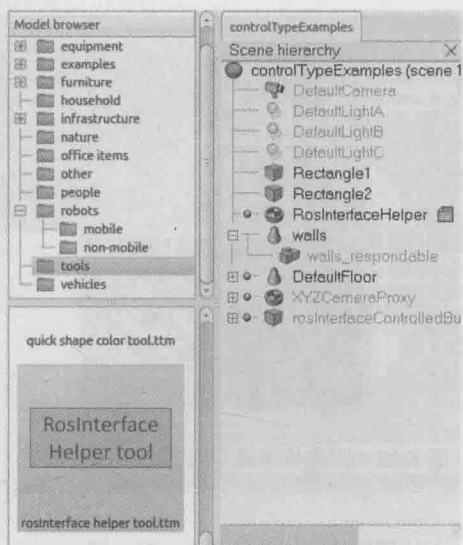 Model browser
equipment
examples
furniture
household
infrastructure
nature
office items
other
people
robots
mobile
non-mobile
tools
vehicles
quick shape color tool.ttm
RosInterface
Helper tool
rosInterface helper tool.ttm
controlTypeExamples
Scene hierarchy
controlTypeExamples (scene 1
DefaultCamera
DefaultLightA
DefaultLightB
DefaultLightC
Rectangle1
Rectangle2
RosInterfaceHelper
walls
walls_respondable
DefaultFloor
XYZCameraProxy
rosInterfaceControlledBu